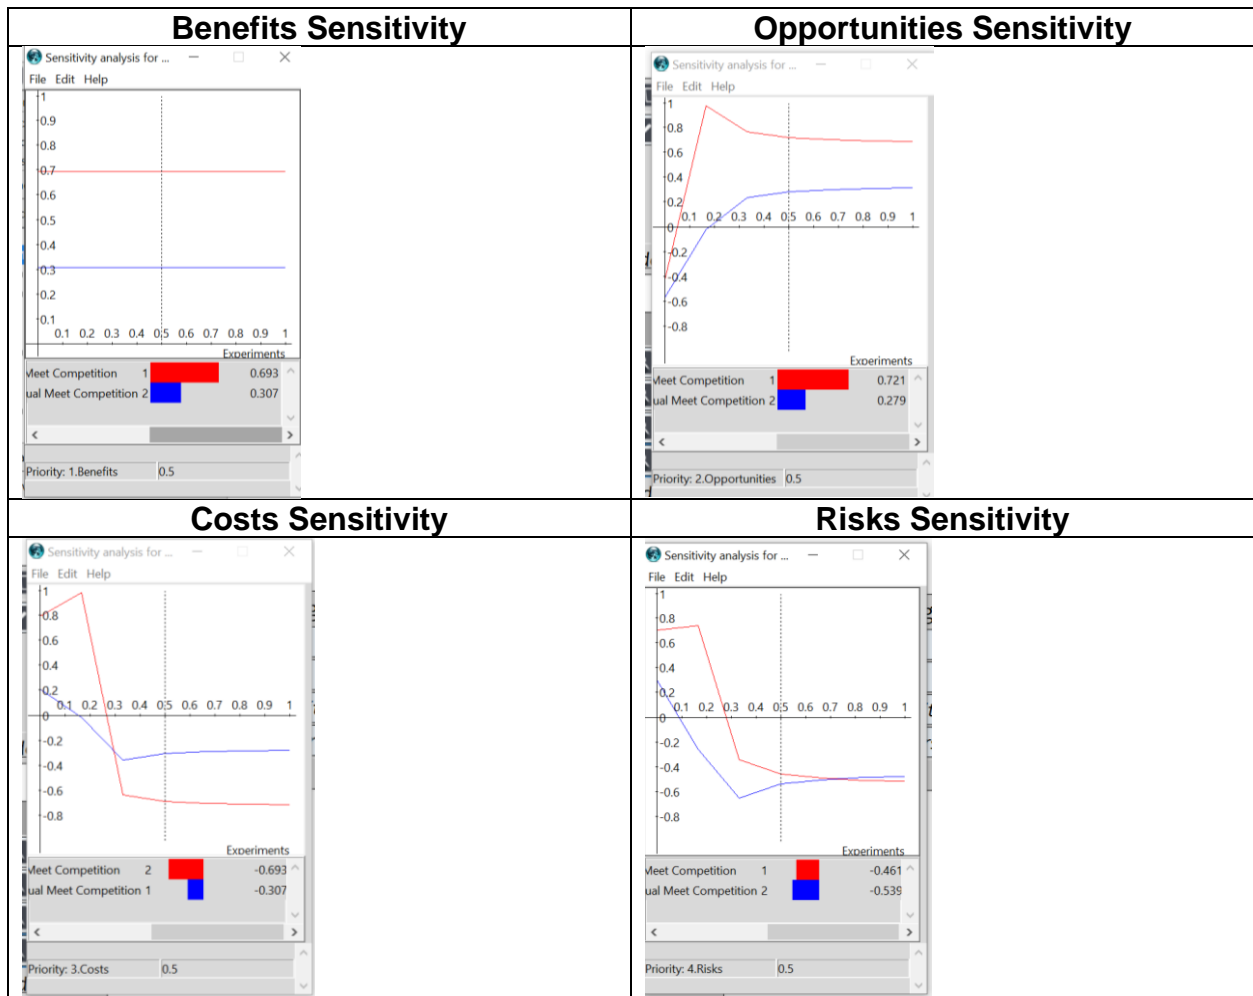 Benefits Sensitivity
Opportunities Sensitivity
Sensitivity analysis for ...
File Edit Help
1
0.9
0.8
0.7
0.6
0.5
0.4
0.3
0.2
0.1
0.1 0.2 0.3 0.4 0.5 0.6 0.7 0.8 0.9 1
Experiments
Meet Competition 1 0.693
ual Meet Competition 2 0.307
Priority: 1.Benefits 0.5
Sensitivity analysis for ...
File Edit Help
1
0.8
0.6
0.4
0.2
0.1 0.2 0.3 0.4 0.5 0.6 0.7 0.8 0.9 1
0
-0.2
-0.4
-0.6
-0.8
Experiments
Meet Competition 1 0.721
ual Meet Competition 2 0.279
Priority: 2.Opportunities 0.5
Costs Sensitivity
Risks Sensitivity
Sensitivity analysis for ...
File Edit Help
1
0.8
0.6
0.4
0.2
0.1 0.2 0.3 0.4 0.5 0.6 0.7 0.8 0.9 1
0
-0.2
-0.4
-0.6
-0.8
Experiments
Meet Competition 2 -0.693
ual Meet Competition 1 -0.307
Priority: 3.Costs 0.5
Sensitivity analysis for ...
File Edit Help
1
0.8
0.6
0.4
0.2
0.1 0.2 0.3 0.4 0.5 0.6 0.7 0.8 0.9 1
0
-0.2
-0.4
-0.6
-0.8
Experiments
Meet Competition 1 -0.461
ual Meet Competition 2 -0.539
Priority: 4.Risks 0.5